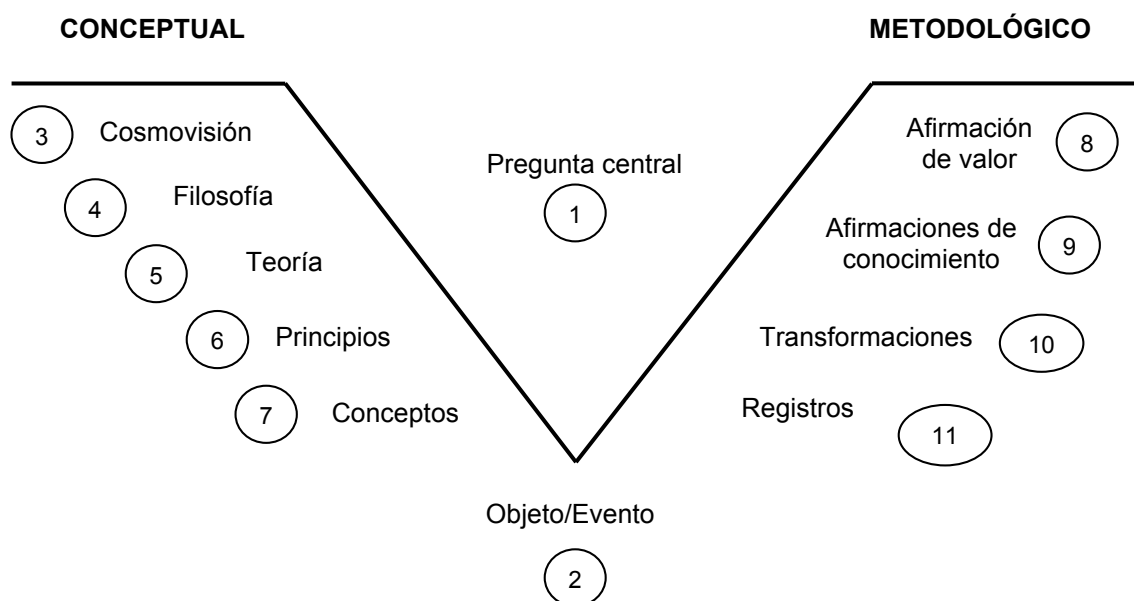 CONCEPTUAL
METODOLÓGICO
3 Cosmovisión
4 Filosofía
5 Teoría
6 Principios
7 Conceptos
Pregunta central
1
Afirmación
de valor
8
Afirmaciones de
conocimiento
9
Transformaciones
10
Registros
11
Objeto/Evento
2